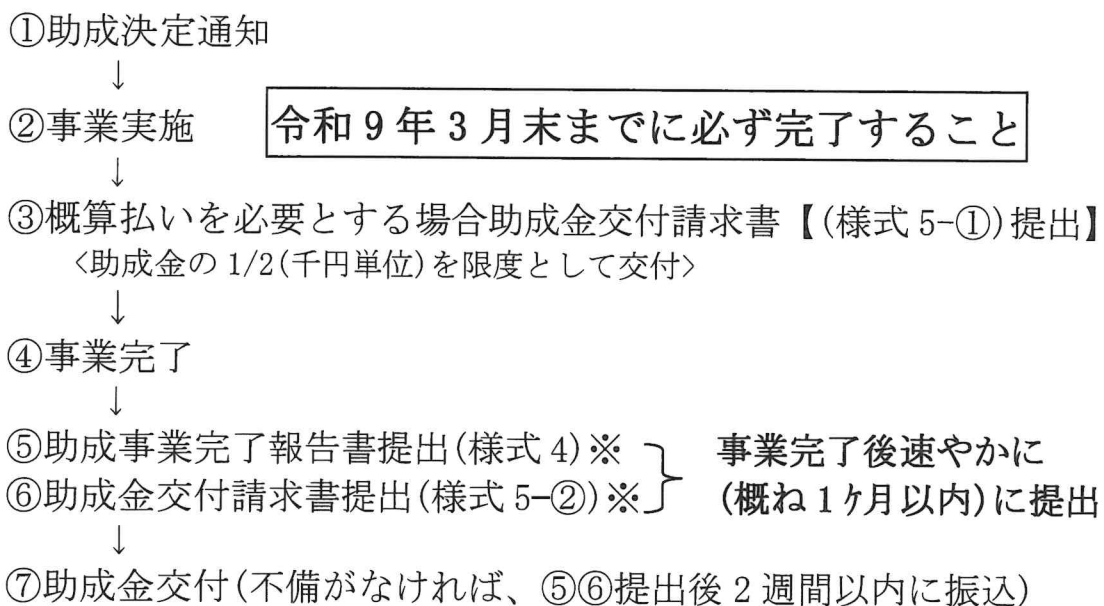 ①助成決定通知
↓
②事業実施 令和9年3月末までに必ず完了すること
↓
③概算払いを必要とする場合助成金交付請求書【(様式5-①)提出】
<助成金の1/2(千円単位)を限度として交付>
↓
④事業完了
↓
⑤助成事業完了報告書提出(様式4)※ 事業完了後速やかに
⑥助成金交付請求書提出(様式5-②)※ (概ね1ケ月以内)に提出
↓
⑦助成金交付(不備がなければ、⑤⑥提出後2週間以内に振込)